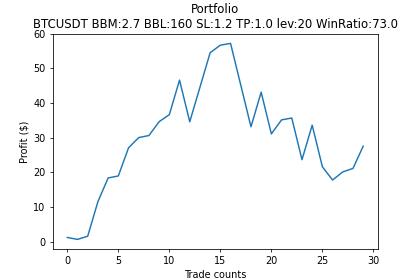 Portfolio
BTCUSDT BBM:2.7 BBL:160 SL:1.2 TP:1.0 lev:20 WinRatio:73.0
60
50
40
30
20
10
0
Profit ($)
0 5 10 15 20 25 30
Trade counts